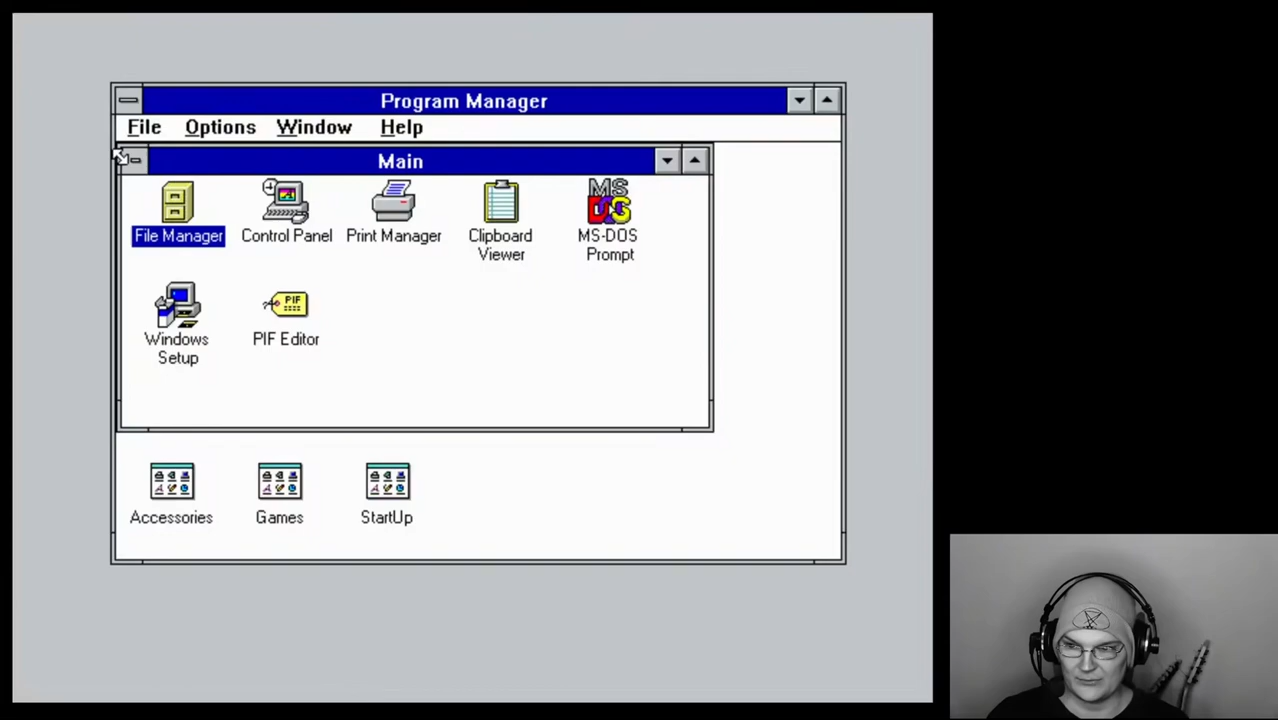 Program Manager
File Options Window Help
Main
File Manager Control Panel Print Manager Clipboard Viewer MS-DOS Prompt
Windows Setup PIF Editor
Accessories Games StartUp